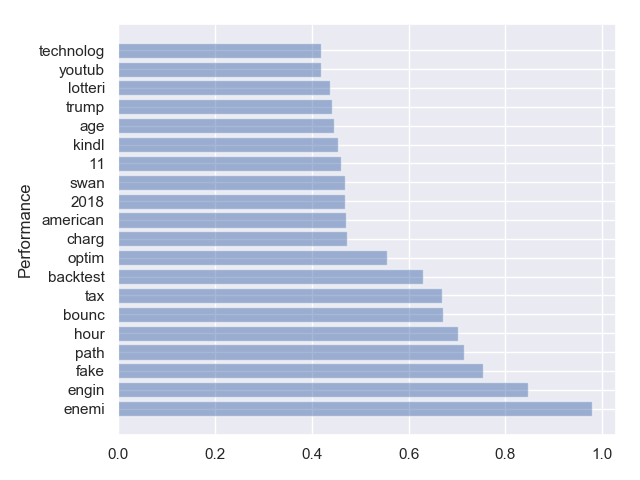 technolog
youtub
lotteri
trump
age
kindl
11
swan
2018
american
charg
optim
backtest
tax
bounc
hour
path
fake
engin
enemi
Performance
0.0 0.2 0.4 0.6 0.8 1.0